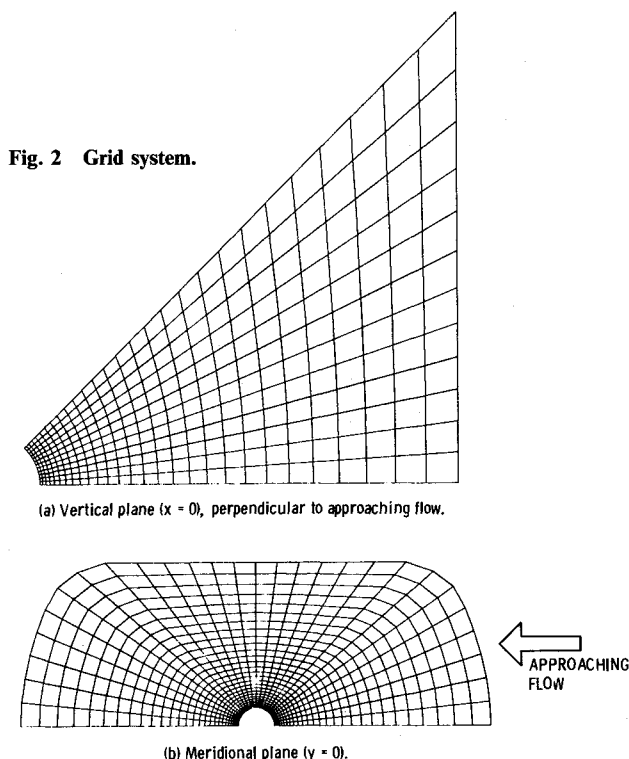 Fig. 2 Grid system.
(a) Vertical plane (x = 0), perpendicular to approaching flow.
APPROACHING
FLOW
(b) Meridional plane (y = 0).